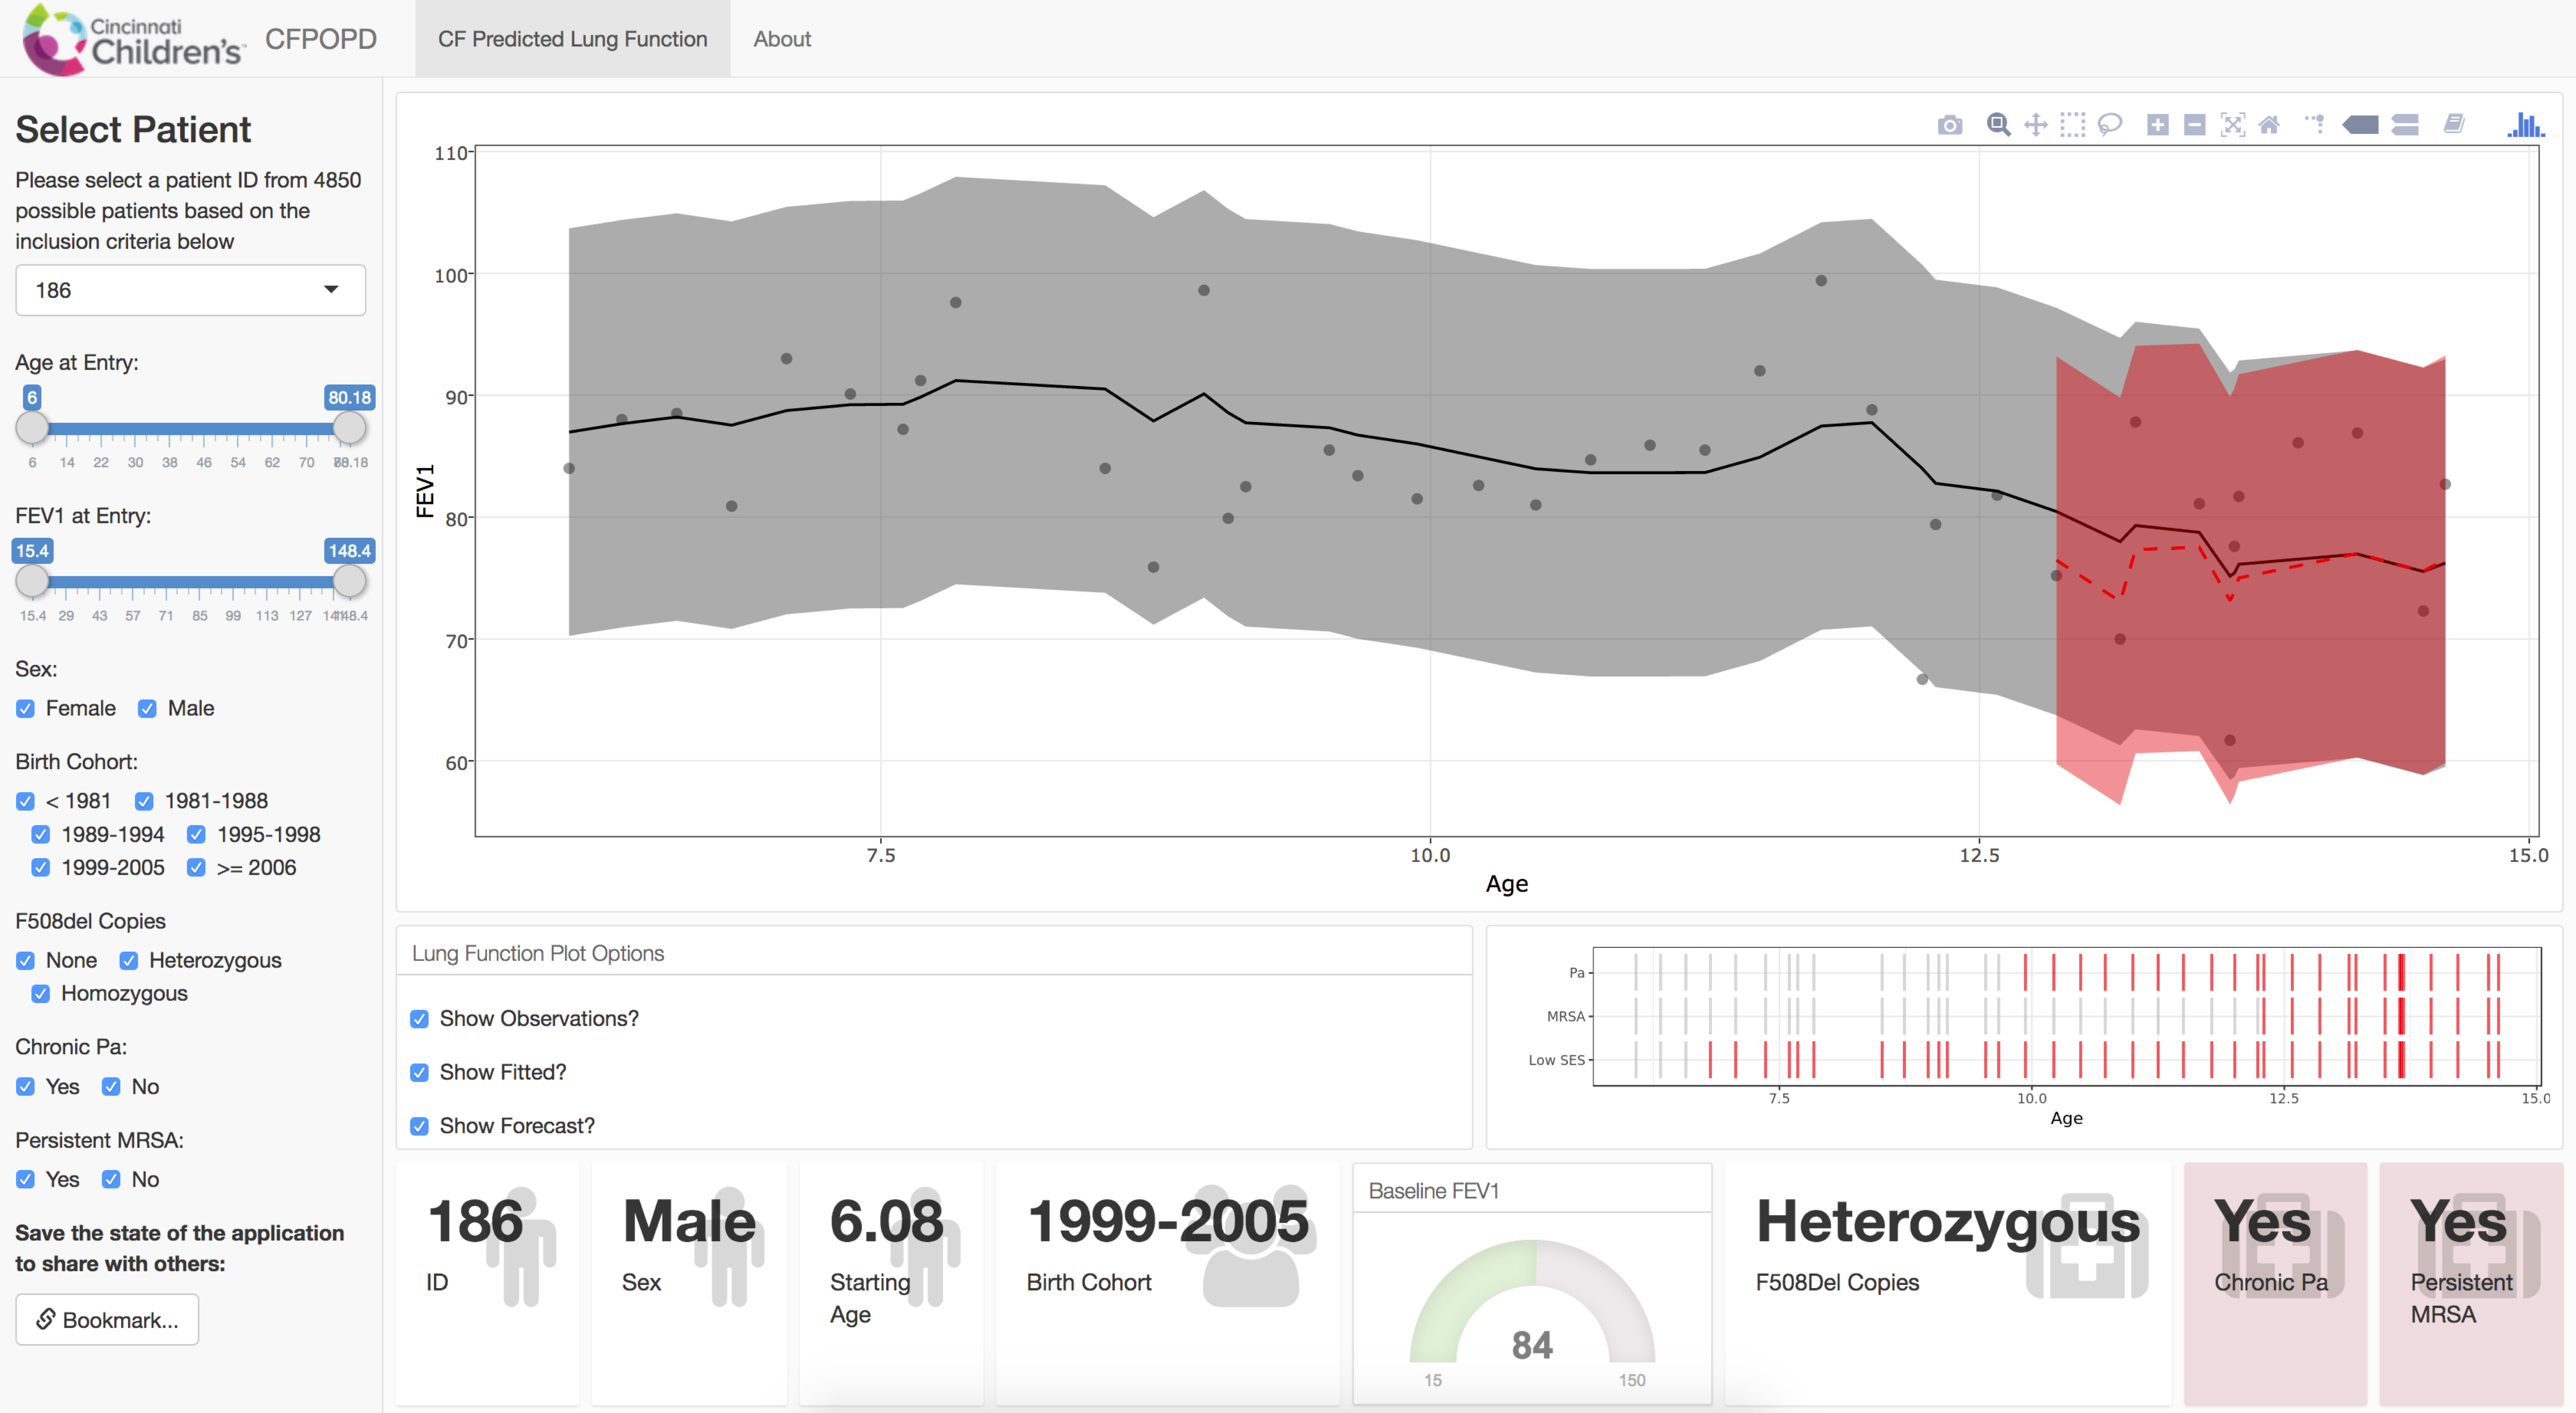 Cincinnati
Children's
CFPOPD
CF Predicted Lung Function
About
Select Patient
Please select a patient ID from 4850
possible patients based on the
inclusion criteria below
186
Age at Entry:
6 80.18
6 14 22 30 38 46 54 62 70 80.18
FEV1 at Entry:
15.4 148.4
15.4 29 43 57 71 85 99 113 127 148.4
Sex:
Female Male
Birth Cohort:
< 1981 1981-1988
1989-1994 1995-1998
1999-2005 >= 2006
F508del Copies
None Heterozygous
Homozygous
Chronic Pa:
Yes No
Persistent MRSA:
Yes No
Save the state of the application
to share with others:
Bookmark...
110
100
90
80
70
60
FEV1
7.5 10.0 12.5 15.0
Age
Lung Function Plot Options
Show Observations?
Show Fitted?
Show Forecast?
Pa
MRSA
Low SES
7.5 10.0 12.5 15.0
Age
186
ID
Male
Sex
6.08
Starting
Age
1999-2005
Birth Cohort
Baseline FEV1
84
15 150
Heterozygous
F508Del Copies
Yes
Chronic Pa
Yes
Persistent
MRSA